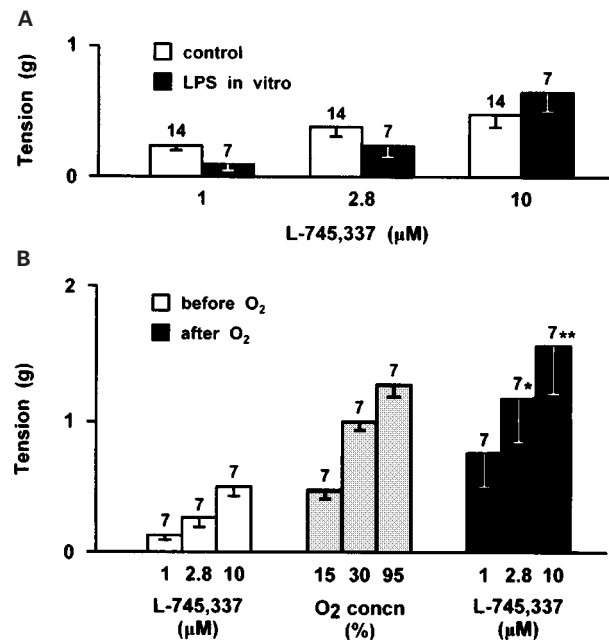 A
Tension (g)
1
0
control
LPS in vitro
14
7
14
7
14
7
1 2.8 10
L-745,337 (μM)
B
Tension (g)
2
1
0
before O₂
after O₂
7
7
7
7
7
7
7
7*
7**
1 2.8 10 15 30 95 1 2.8 10
L-745,337 O₂ concn L-745,337
(μM) (%) (μM)